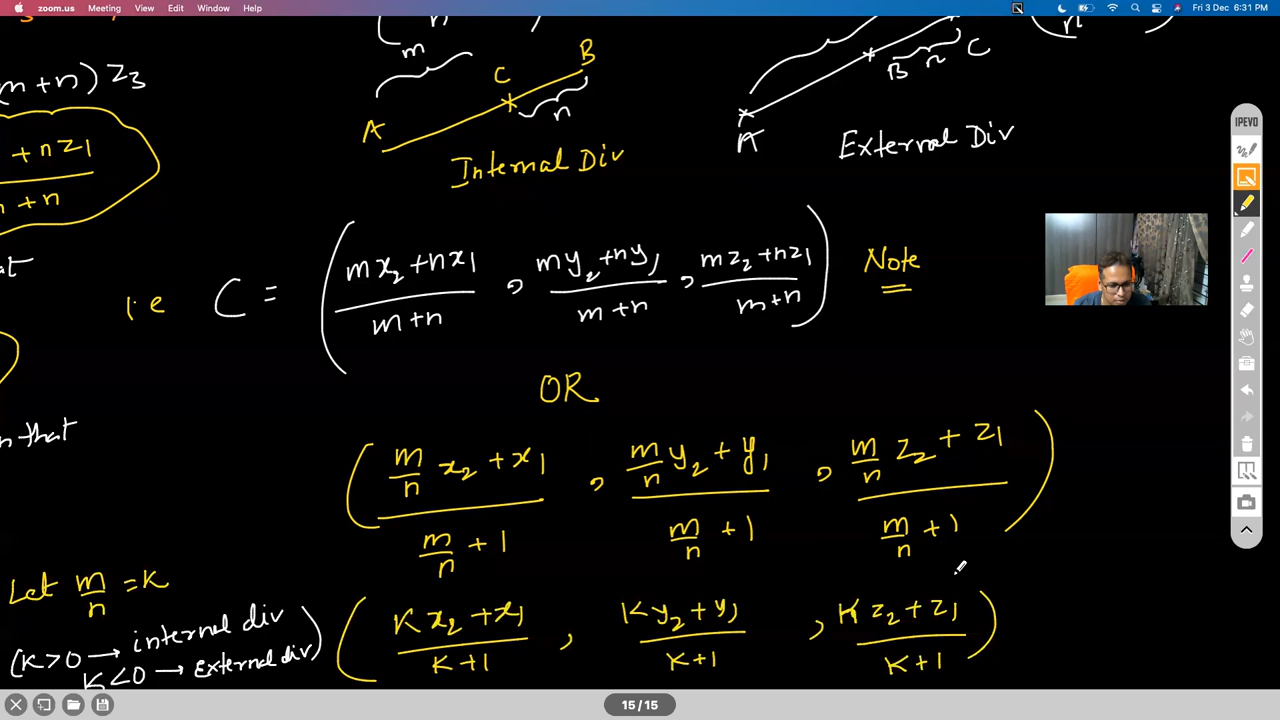 zoom.us Meeting View Edit Window Help Fri 3 Dec 6:31 PM
m
n
A C B
n
Internal Div
A B n C
External Div
m+n) z3
+ nz1
m+n
i.e C = ( mx2+nx1 / m+n , my2+ny1 / m+n , mz2+nz1 / m+n ) Note
OR
n that
( m/n x2 + x1 / m/n + 1 , m/n y2 + y1 / m/n + 1 , m/n z2 + z1 / m/n + 1 )
Let m/n = K
(K>0 → internal div
K<0 → external div)
( Kx2 + x1 / K+1 , Ky2 + y1 / K+1 , Kz2 + z1 / K+1 )
IPEVO
15 / 15